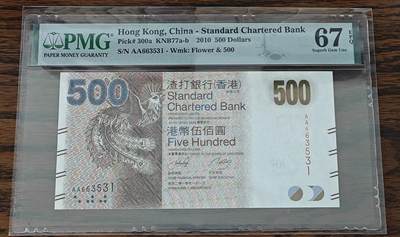 PMG
PAPER MONEY GUARANTY
Hong Kong, China - Standard Chartered Bank
Pick# 300a KNB77a-b 2010 500 Dollars
S/N AA663531 - Wmk: Flower & 500
67 EPQ
Superb Gem Unc
500
渣打銀行(香港)
Standard
Chartered Bank
港幣伍佰圓
Five Hundred
500
AA663531
AA663531